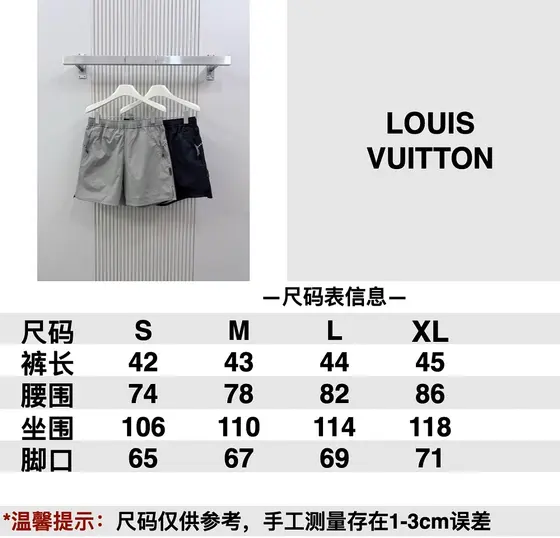 LOUIS
VUITTON
—尺码表信息—
尺码 S M L XL
裤长 42 43 44 45
腰围 74 78 82 86
坐围 106 110 114 118
脚口 65 67 69 71
*温馨提示：尺码仅供参考，手工测量存在1-3cm误差